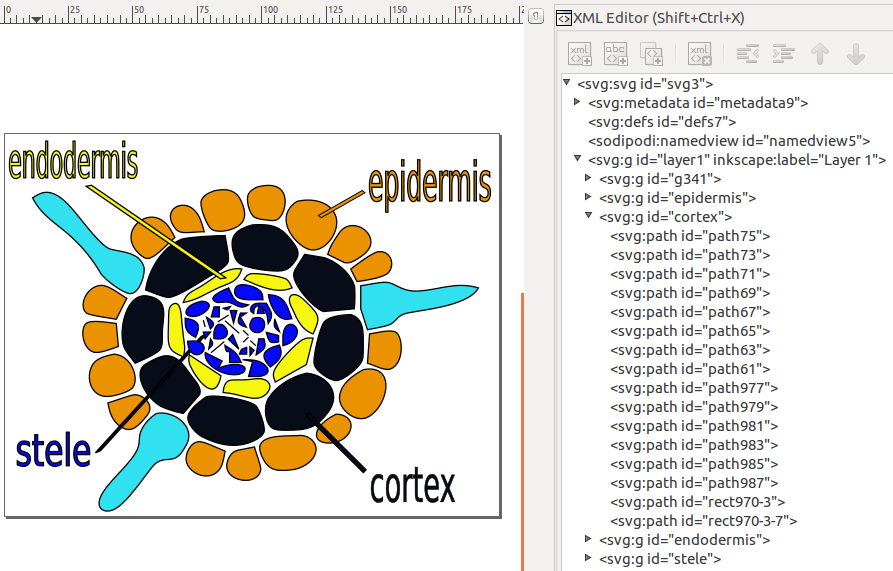 0 25 50 75 100 125 150 175
XML Editor (Shift+Ctrl+X)
xml abc xml
<svg:svg id="svg3">
<svg:metadata id="metadata9">
<svg:defs id="defs7">
<sodipodi:namedview id="namedview5">
<svg:g id="layer1" inkscape:label="Layer 1">
<svg:g id="g341">
<svg:g id="epidermis">
<svg:g id="cortex">
<svg:path id="path75">
<svg:path id="path73">
<svg:path id="path71">
<svg:path id="path69">
<svg:path id="path67">
<svg:path id="path65">
<svg:path id="path63">
<svg:path id="path61">
<svg:path id="path977">
<svg:path id="path979">
<svg:path id="path981">
<svg:path id="path983">
<svg:path id="path985">
<svg:path id="path987">
<svg:path id="rect970-3">
<svg:path id="rect970-3-7">
<svg:g id="endodermis">
<svg:g id="stele">
endodermis
epidermis
stele
cortex